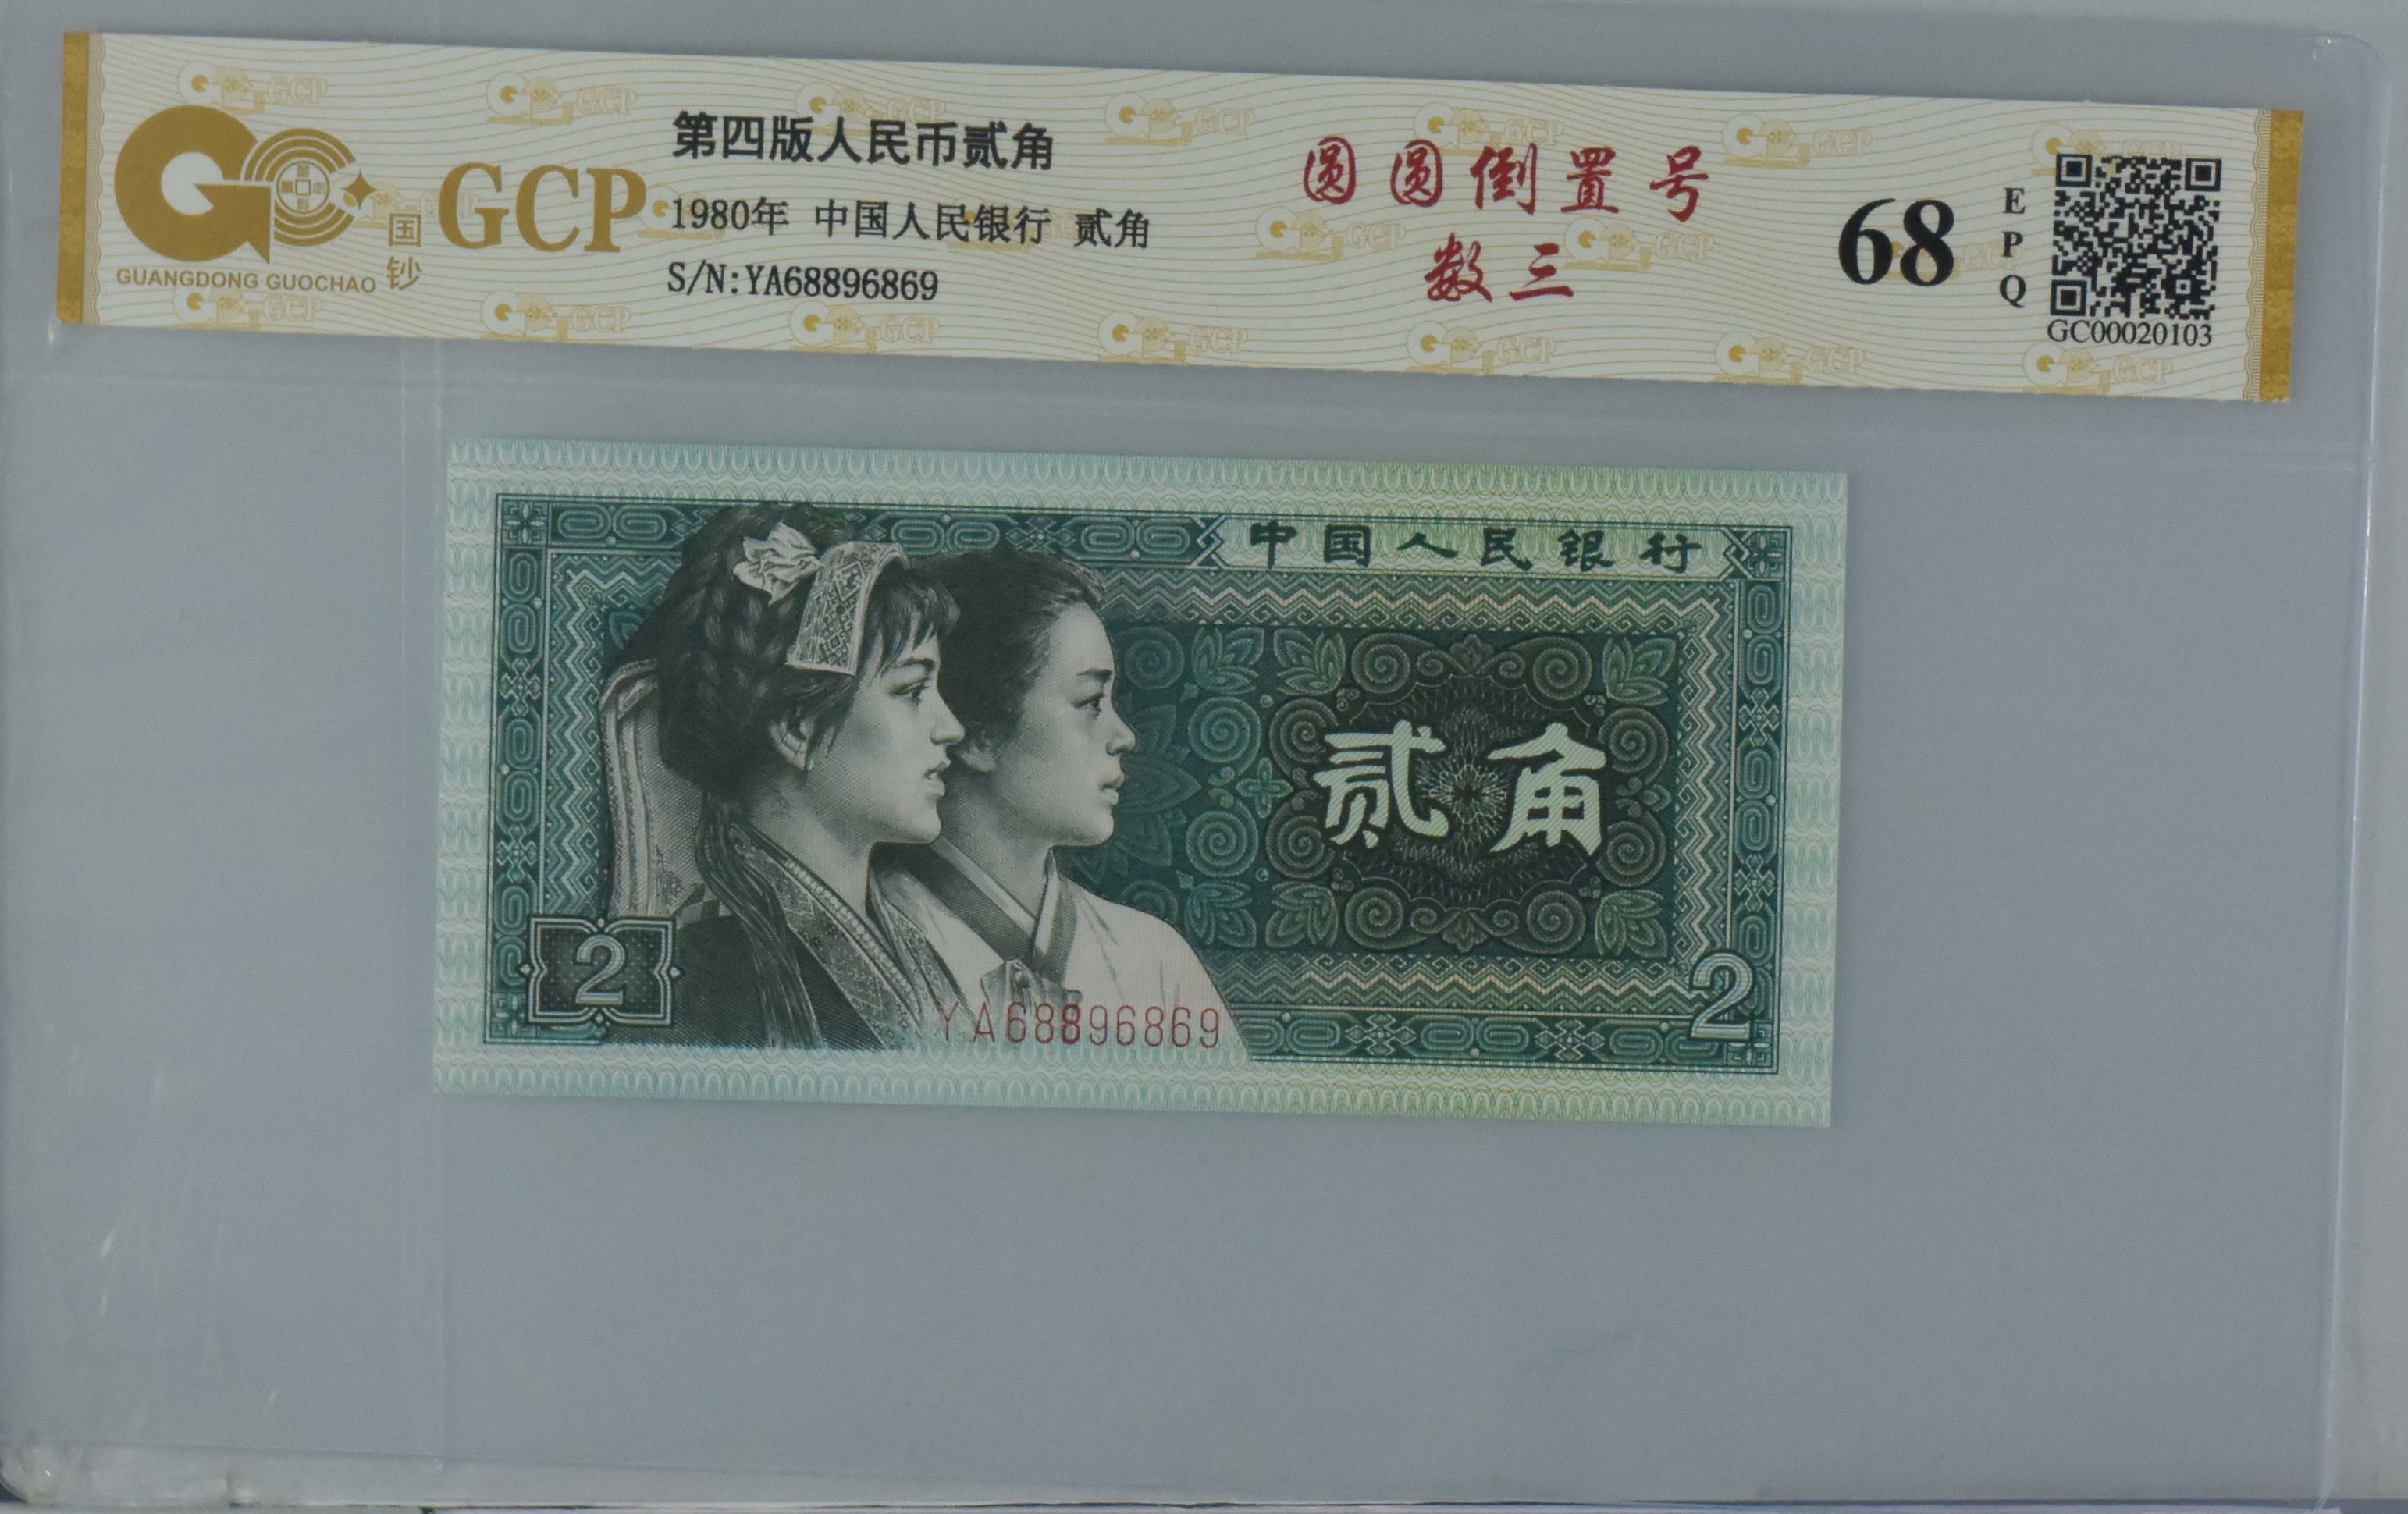 GCP
国钞
GUANGDONG GUOCHAO
第四版人民币贰角
1980年 中国人民银行 贰角
S/N:YA68896869
圆圆倒置号
数三
68
EPQ
GC00020103
中国人民银行
贰角
2
2
YA68896869